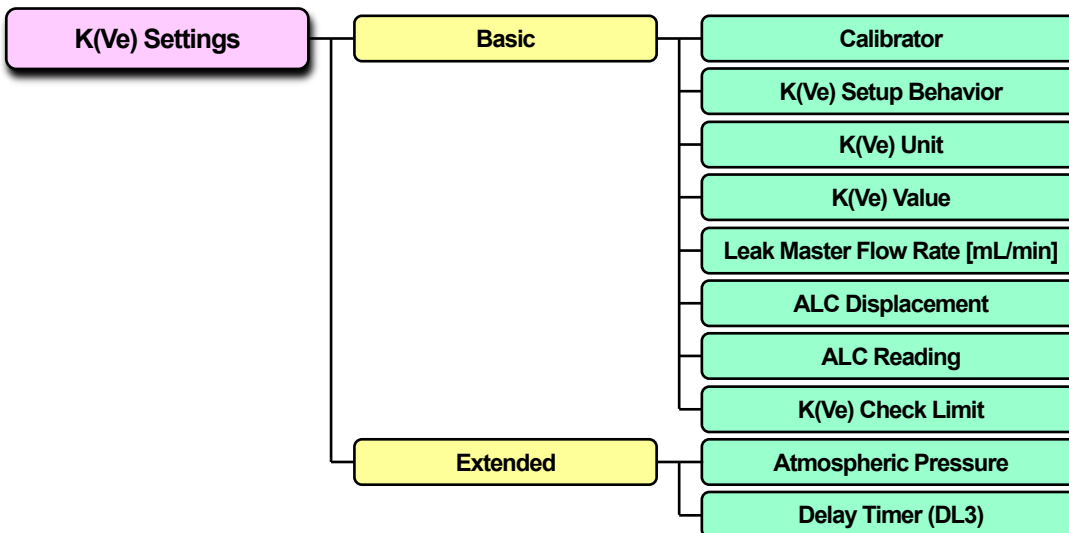 K(Ve) Settings
Basic
Calibrator
K(Ve) Setup Behavior
K(Ve) Unit
K(Ve) Value
Leak Master Flow Rate [mL/min]
ALC Displacement
ALC Reading
K(Ve) Check Limit
Extended
Atmospheric Pressure
Delay Timer (DL3)